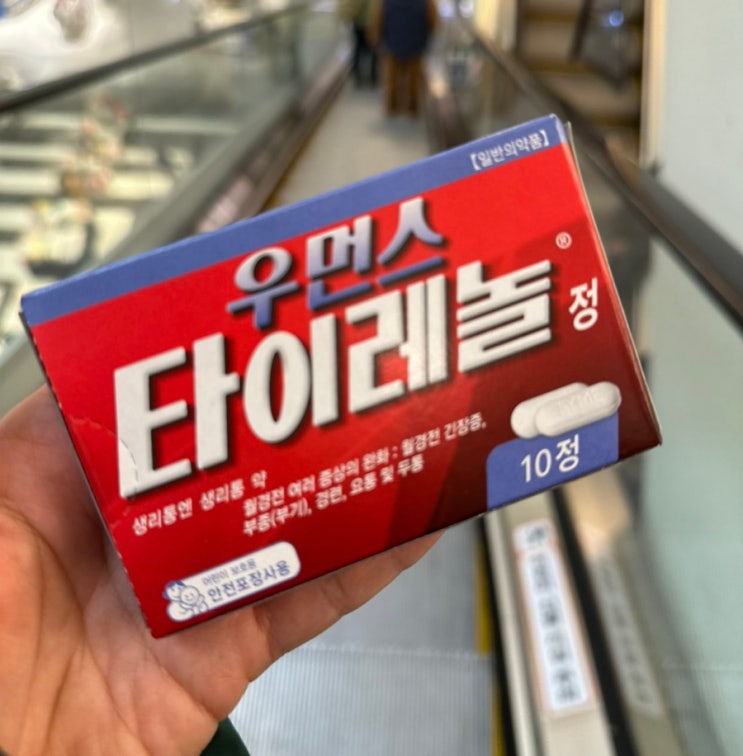 [일반의약품]
우먼스
타이레놀® 정
생리통엔 생리통 약
월경전 여러 증상의 완화 : 월경전 긴장증,
부종(부기), 경련, 요통 및 두통
10정
어린이 보호용
안전포장사용